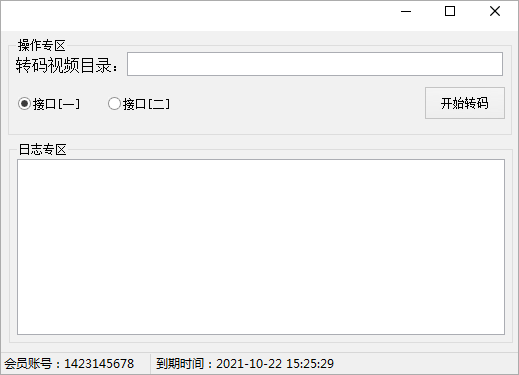 操作专区
转码视频目录：
接口[一] 接口[二] 开始转码
日志专区
会员账号：1423145678 到期时间：2021-10-22 15:25:29